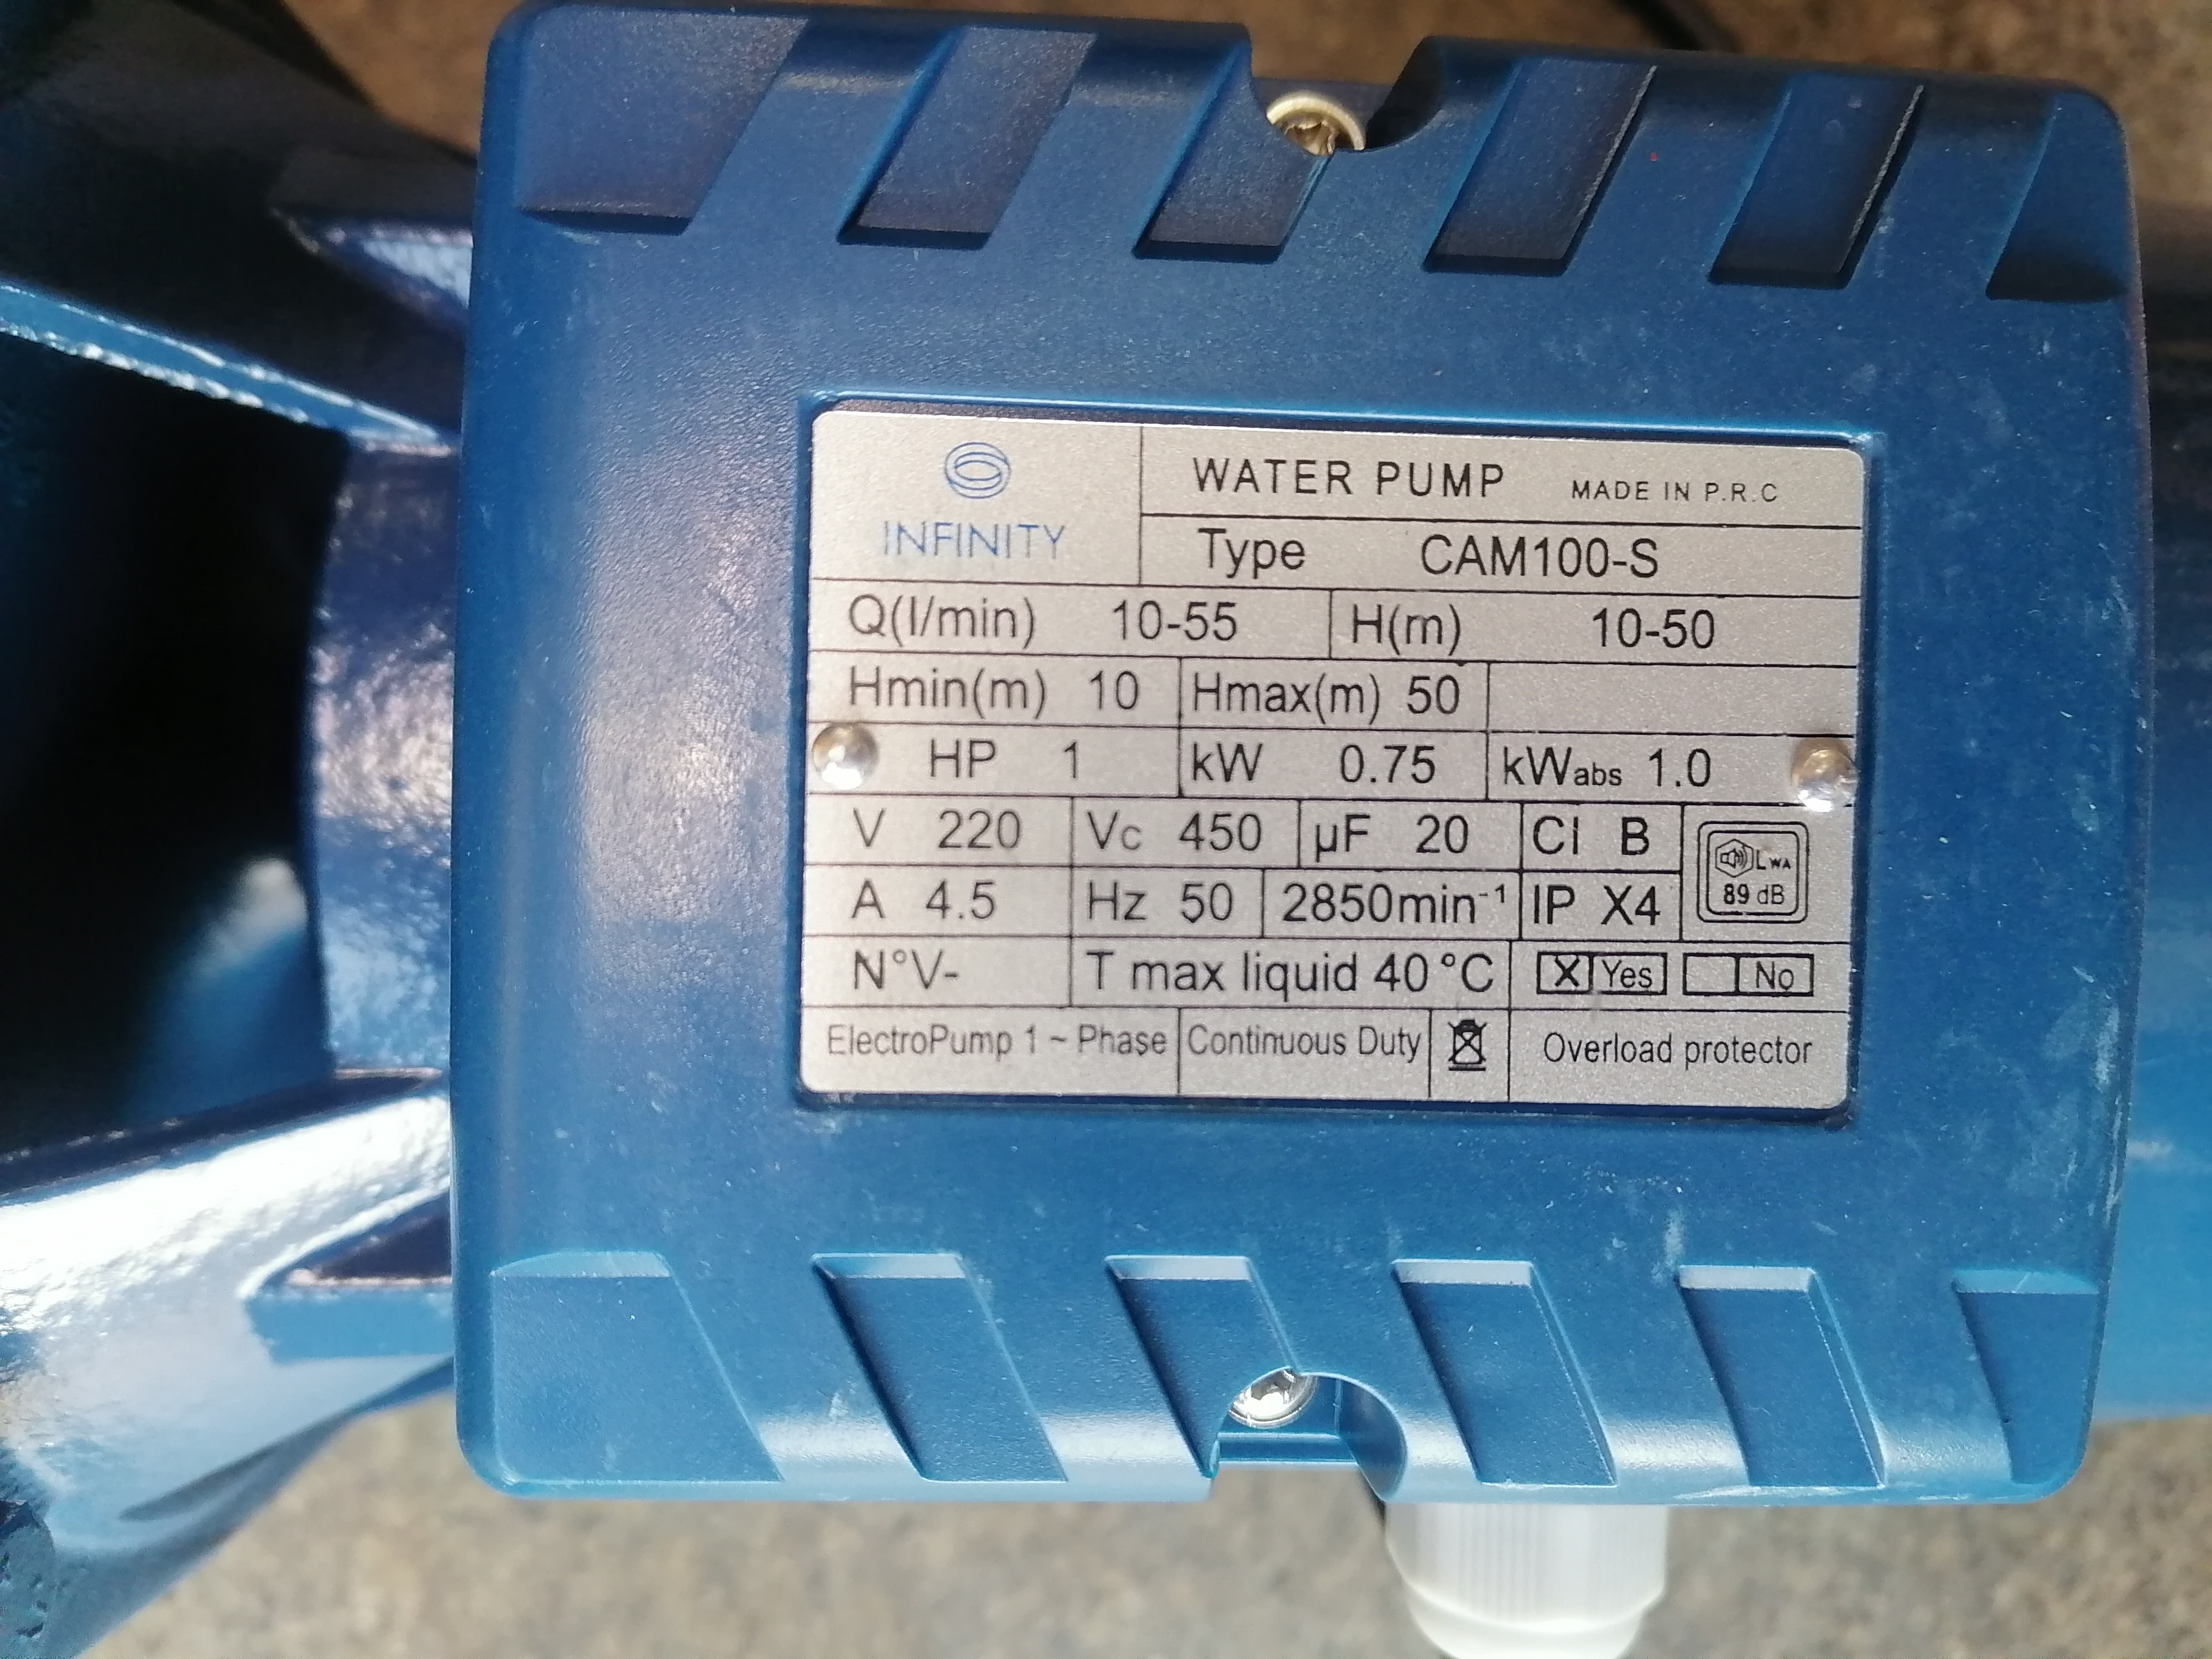 INFINITY
WATER PUMP MADE IN P.R.C
Type CAM100-S
Q(l/min) 10-55 H(m) 10-50
Hmin(m) 10 Hmax(m) 50
HP 1 kW 0.75 kWabs 1.0
V 220 Vc 450 µF 20 Cl B
A 4.5 Hz 50 2850min⁻¹ IP X4
LWA
89 dB
N°V- T max liquid 40°C X Yes No
ElectroPump 1 ~ Phase Continuous Duty Overload protector